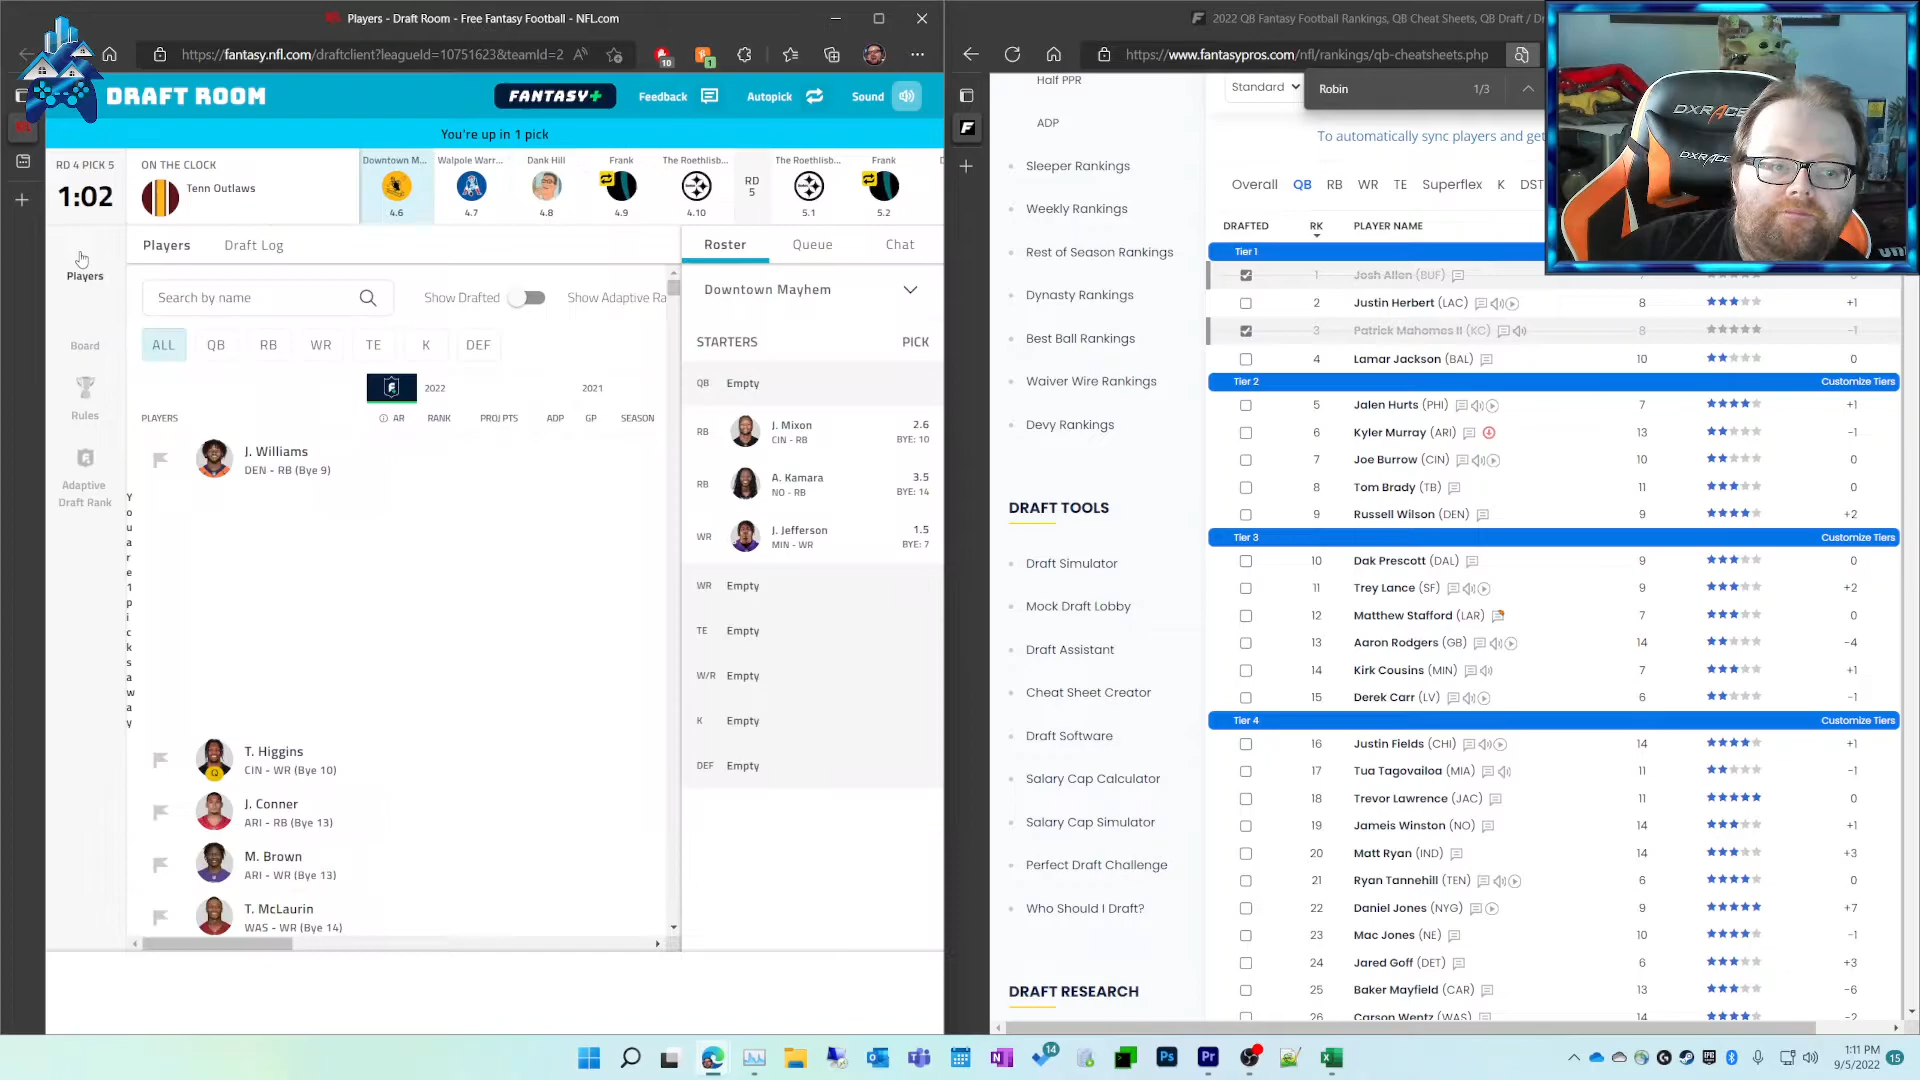 Players - Draft Room - Free Fantasy Football - NFL.com
https://fantasy.nfl.com/draftclient?leagueId=10751623&teamId=2
10
1
DRAFT ROOM
FANTASY+
Feedback
Autopick
Sound
You're up in 1 pick
RD 4 PICK 5
1:02
ON THE CLOCK
Tenn Outlaws
Downtown M...
4.6
Walpole Warr...
4.7
Dank Hill
4.8
Frank
4.9
The Roethlisb...
4.10
RD
5
The Roethlisb...
5.1
Frank
5.2
Players
Board
Rules
Adaptive
Draft Rank
Players
Draft Log
Search by name
Show Drafted
Show Adaptive Ra
ALL
QB
RB
WR
TE
K
DEF
2022
2021
PLAYERS
AR
RANK
PROJ PTS
ADP
GP
SEASON
J. Williams
DEN - RB (Bye 9)
You are 1 picks away
T. Higgins
CIN - WR (Bye 10)
Q
J. Conner
ARI - RB (Bye 13)
M. Brown
ARI - WR (Bye 13)
T. McLaurin
WAS - WR (Bye 14)
Roster
Queue
Chat
Downtown Mayhem
STARTERS
PICK
QB Empty
RB J. Mixon 2.6
CIN - RB BYE: 10
RB A. Kamara 3.5
NO - RB BYE: 14
WR J. Jefferson 1.5
MIN - WR BYE: 7
WR Empty
TE Empty
W/R Empty
K Empty
DEF Empty
2022 QB Fantasy Football Rankings, QB Cheat Sheets, QB Draft / Dr
https://www.fantasypros.com/nfl/rankings/qb-cheatsheets.php
Robin
1/3
Half PPR
ADP
Sleeper Rankings
Weekly Rankings
Rest of Season Rankings
Dynasty Rankings
Best Ball Rankings
Waiver Wire Rankings
Devy Rankings
DRAFT TOOLS
Draft Simulator
Mock Draft Lobby
Draft Assistant
Cheat Sheet Creator
Draft Software
Salary Cap Calculator
Salary Cap Simulator
Perfect Draft Challenge
Who Should I Draft?
DRAFT RESEARCH
Standard
To automatically sync players and get
Overall QB RB WR TE Superflex K DST
DRAFTED RK PLAYER NAME
Tier 1
1 Josh Allen (BUF)
2 Justin Herbert (LAC) 8 +1
3 Patrick Mahomes II (KC) 8 -1
4 Lamar Jackson (BAL) 10 0
Tier 2 Customize Tiers
5 Jalen Hurts (PHI) 7 +1
6 Kyler Murray (ARI) 13 -1
7 Joe Burrow (CIN) 10 0
8 Tom Brady (TB) 11 0
9 Russell Wilson (DEN) 9 +2
Tier 3 Customize Tiers
10 Dak Prescott (DAL) 9 0
11 Trey Lance (SF) 9 +2
12 Matthew Stafford (LAR) 7 0
13 Aaron Rodgers (GB) 14 -4
14 Kirk Cousins (MIN) 7 +1
15 Derek Carr (LV) 6 -1
Tier 4 Customize Tiers
16 Justin Fields (CHI) 14 +1
17 Tua Tagovailoa (MIA) 11 -1
18 Trevor Lawrence (JAC) 11 0
19 Jameis Winston (NO) 14 +1
20 Matt Ryan (IND) 14 +3
21 Ryan Tannehill (TEN) 6 0
22 Daniel Jones (NYG) 9 +7
23 Mac Jones (NE) 10 -1
24 Jared Goff (DET) 6 +3
25 Baker Mayfield (CAR) 13 -6
26 Carson Wentz (WAS) 14 -2
DXRACER
14
Ps
Pr
1:11 PM
9/5/2022
15